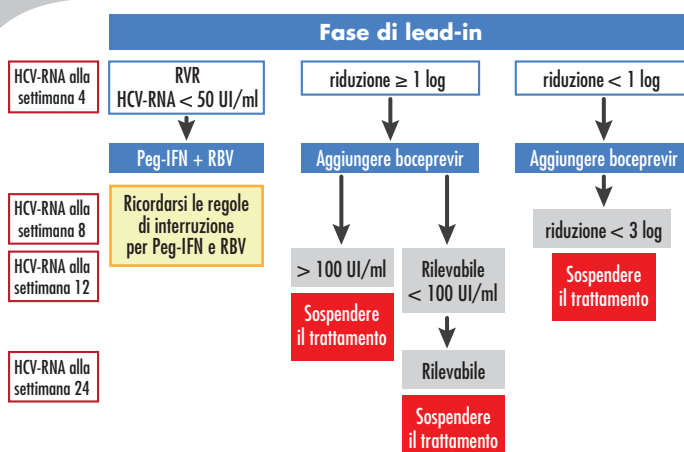 Fase di lead-in
HCV-RNA alla
settimana 4
RVR
HCV-RNA < 50 UI/ml
riduzione ≥ 1 log
riduzione < 1 log
Peg-IFN + RBV
Aggiungere boceprevir
Aggiungere boceprevir
HCV-RNA alla
settimana 8
Ricordarsi le regole
di interruzione
per Peg-IFN e RBV
riduzione < 3 log
HCV-RNA alla
settimana 12
> 100 UI/ml
Rilevabile
< 100 UI/ml
Sospendere
il trattamento
Sospendere
il trattamento
HCV-RNA alla
settimana 24
Rilevabile
Sospendere
il trattamento